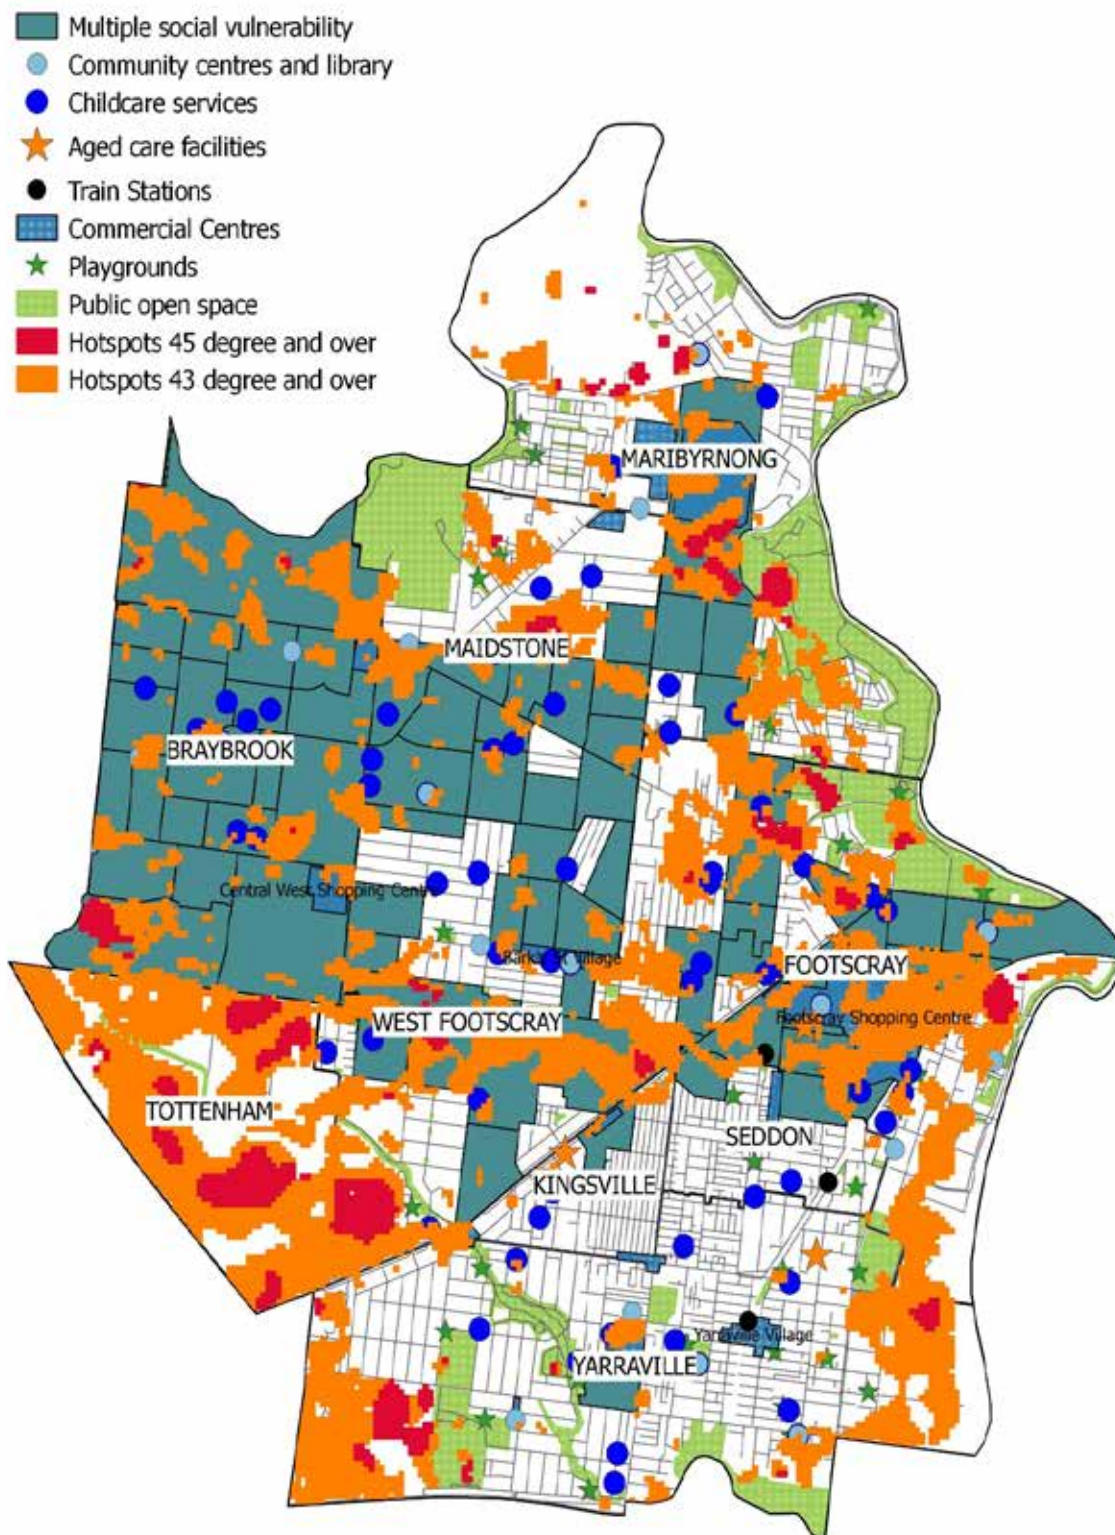 Multiple social vulnerability
Community centres and library
Childcare services
Aged care facilities
Train Stations
Commercial Centres
Playgrounds
Public open space
Hotspots 45 degree and over
Hotspots 43 degree and over
MARIBYRNONG
MAIDSTONE
BRAYBROOK
Central West Shopping Centre
Village
FOOTSCRAY
WEST FOOTSCRAY
Footscray Shopping Centre
TOTTENHAM
SEDDON
KINGSVILLE
Yarraville Village
YARRAVILLE